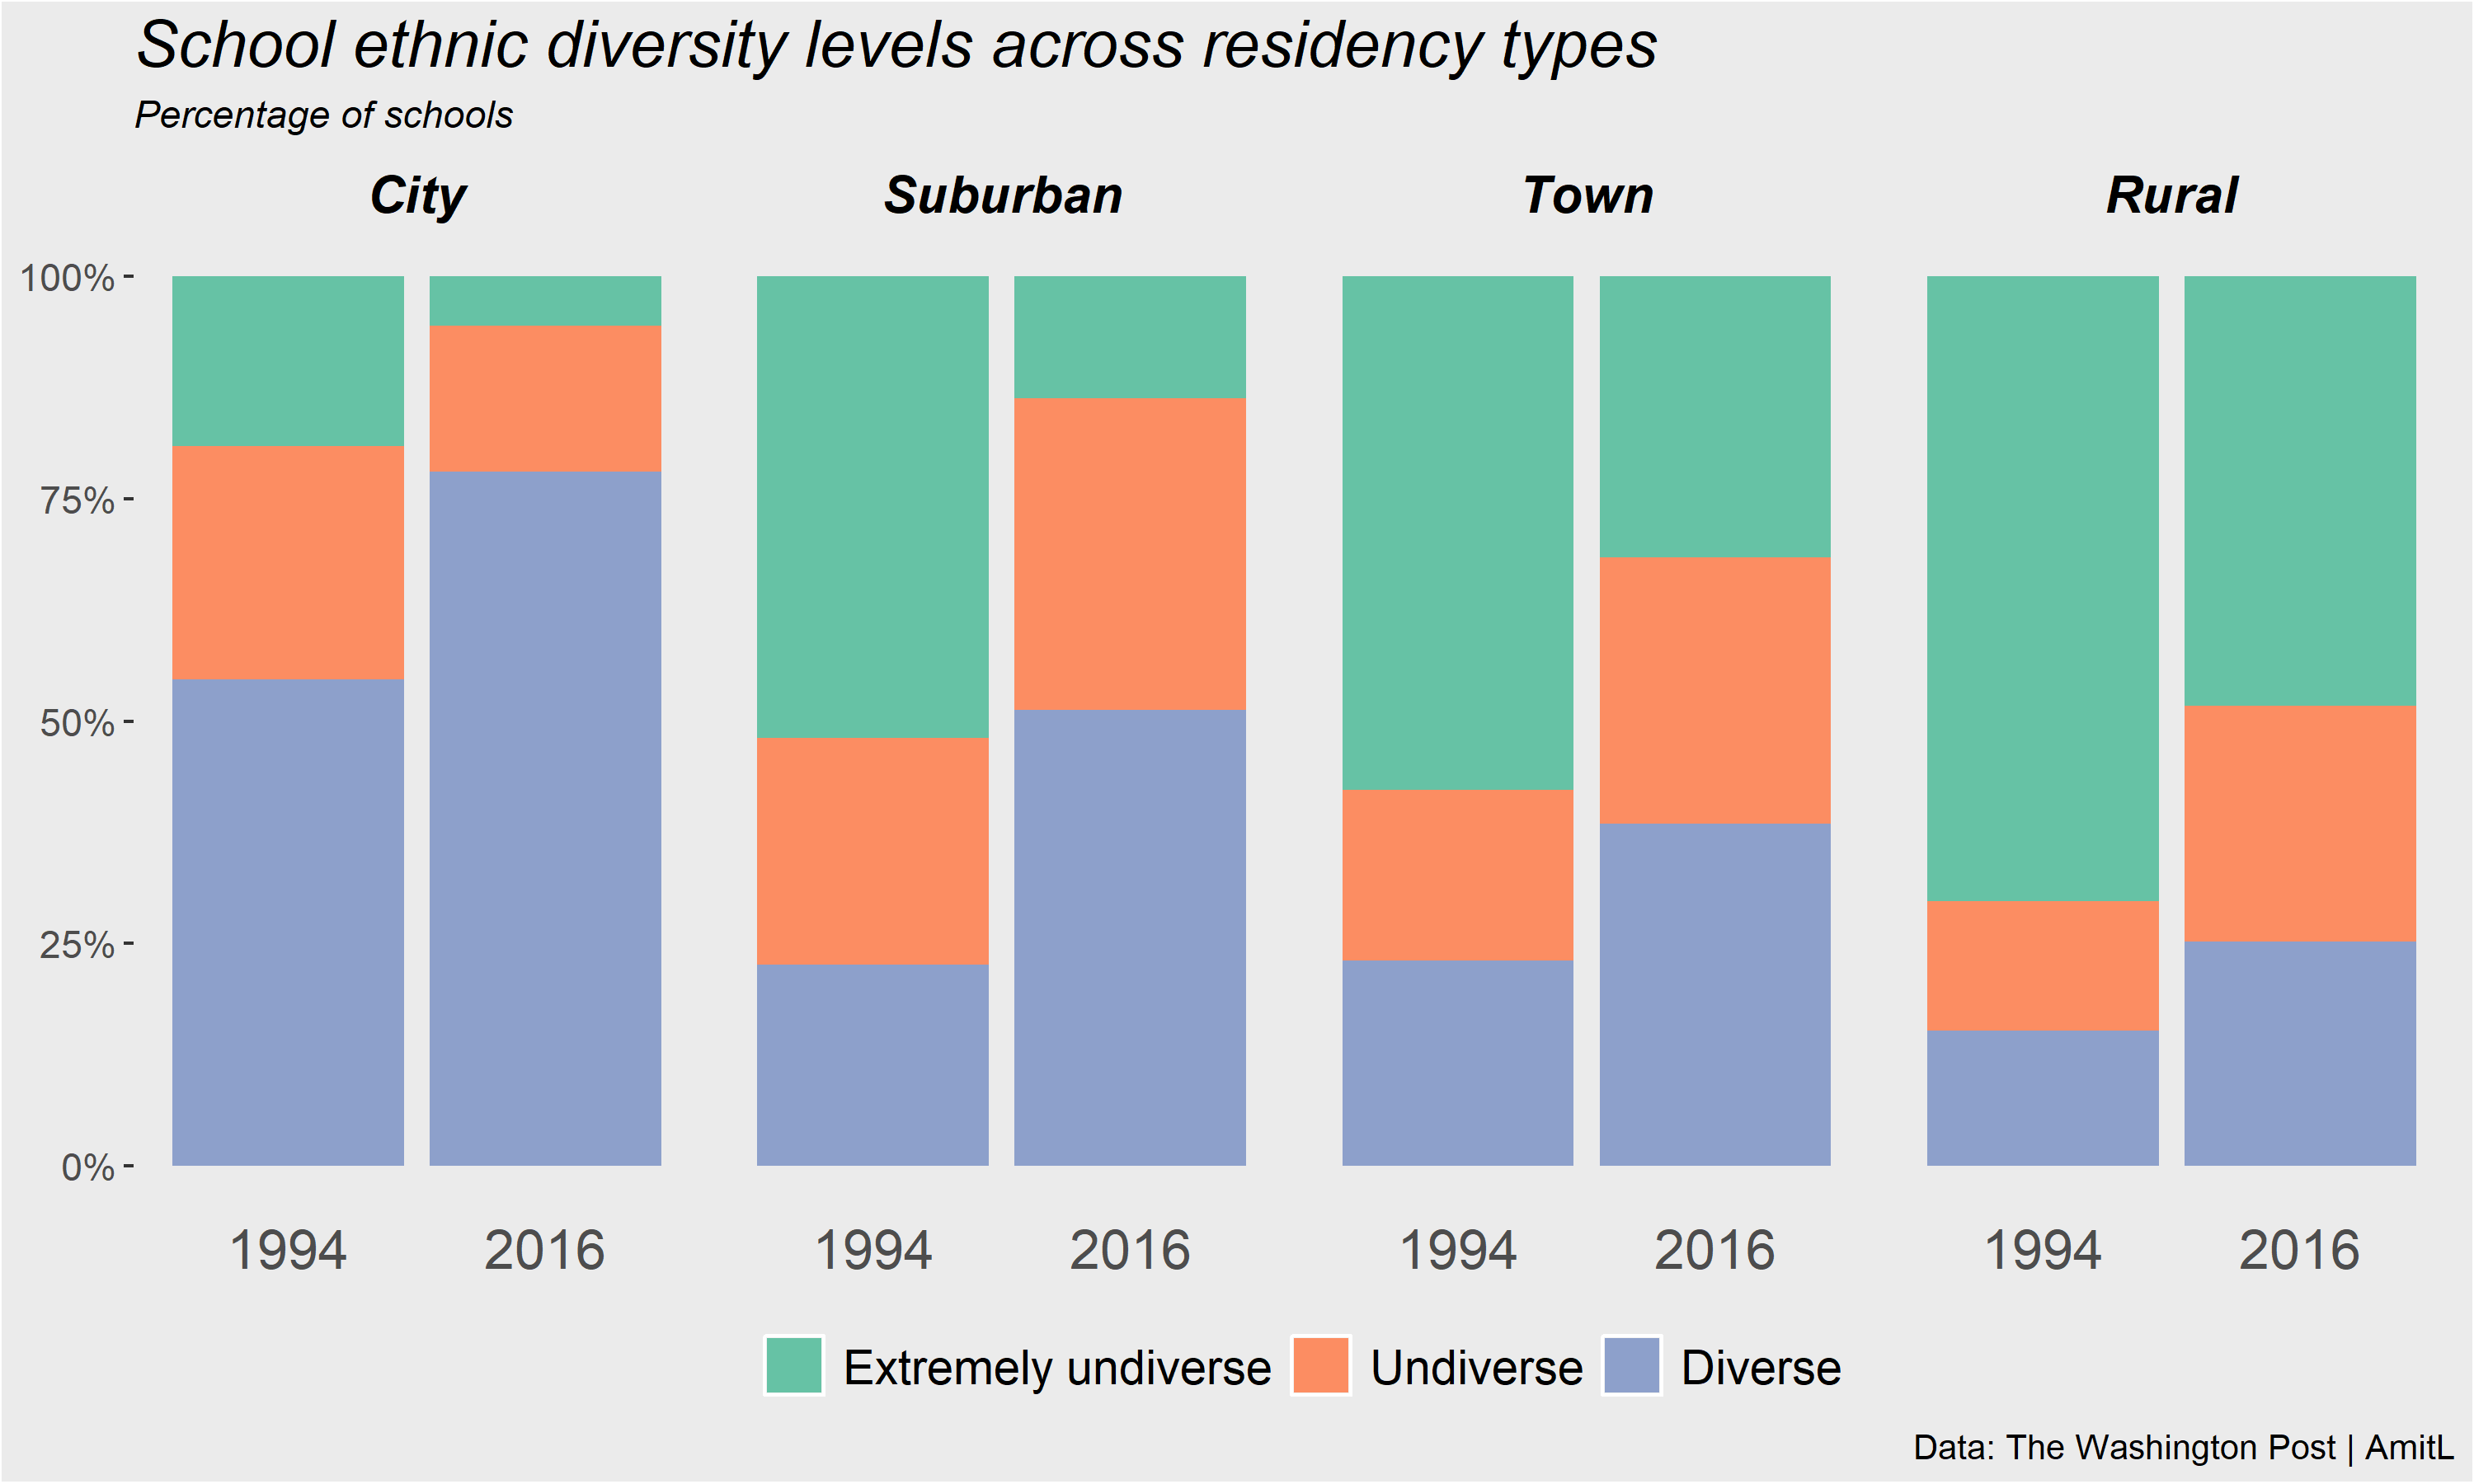 School ethnic diversity levels across residency types
Percentage of schools
City Suburban Town Rural
100%
75%
50%
25%
0%
1994 2016 1994 2016 1994 2016 1994 2016
Extremely undiverse Undiverse Diverse
Data: The Washington Post | AmitL